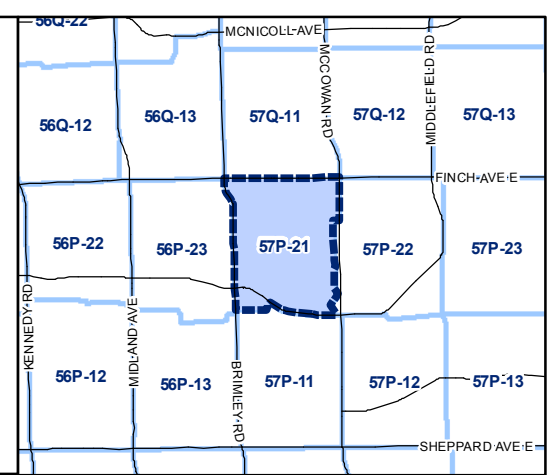 56Q-22
MCNICOLL AVE
MCCOWAN RD
MIDDLEFIELD RD
56Q-12
56Q-13
57Q-11
57Q-12
57Q-13
FINCH AVE E
56P-22
56P-23
57P-21
57P-22
57P-23
KENNEDY RD
MIDLAND AVE
BRIMLEY RD
56P-12
56P-13
57P-11
57P-12
57P-13
SHEPPARD AVE E